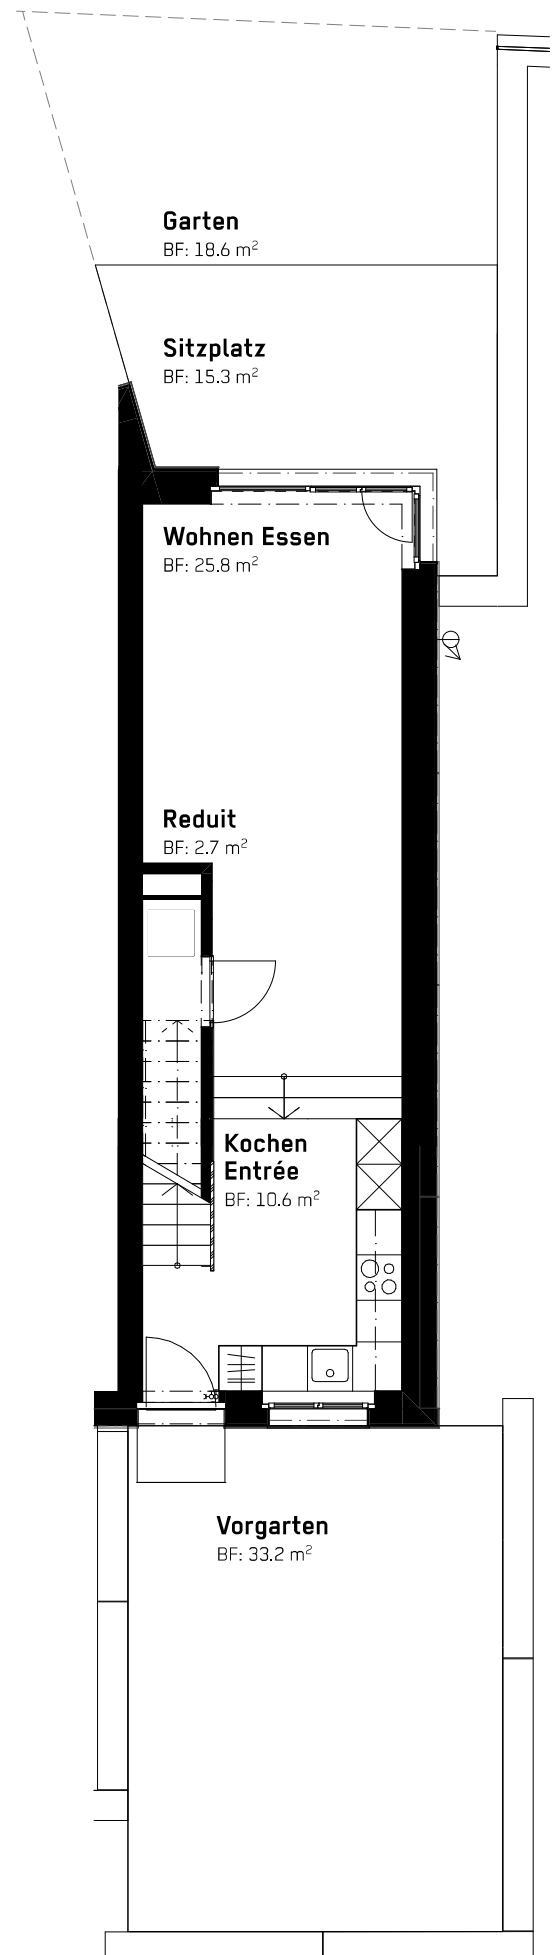 Garten
BF: 18.6 m²
Sitzplatz
BF: 15.3 m²
Wohnen Essen
BF: 25.8 m²
Reduit
BF: 2.7 m²
Kochen
Entrée
BF: 10.6 m²
Vorgarten
BF: 33.2 m²